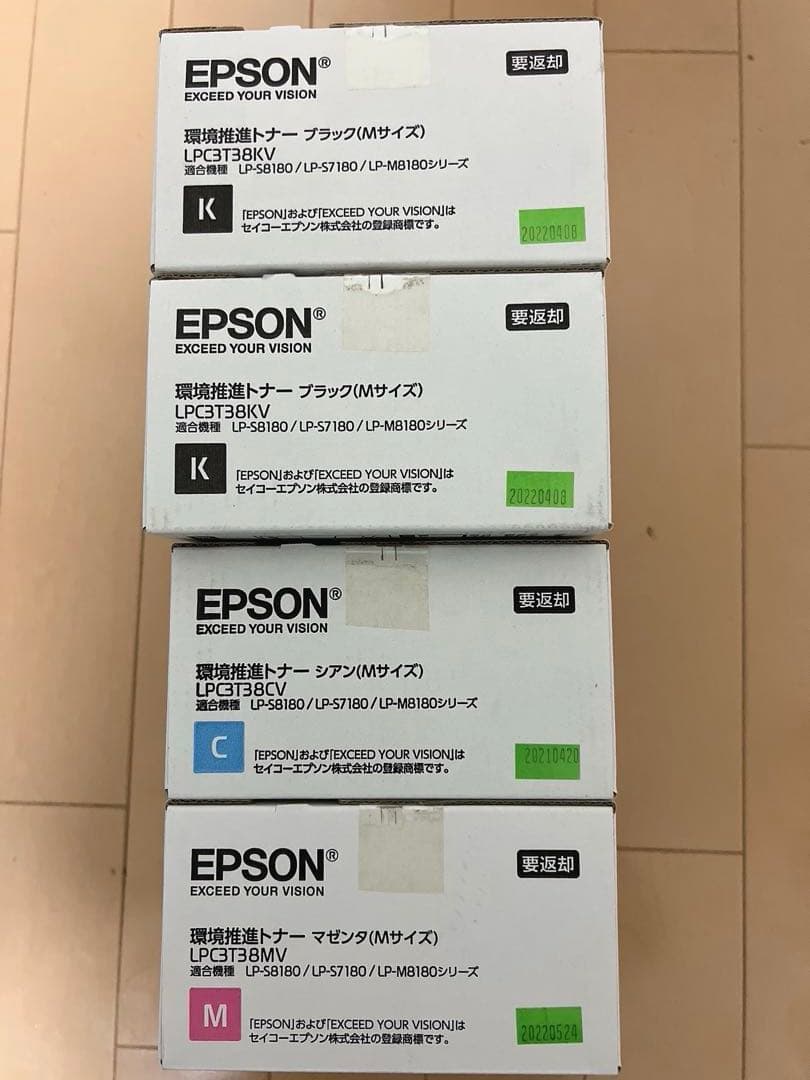 EPSON®
EXCEED YOUR VISION
要返却
環境推進トナー ブラック(Mサイズ)
LPC3T38KV
適合機種 LP-S8180 / LP-S7180 / LP-M8180シリーズ
K
「EPSON」および「EXCEED YOUR VISION」は
セイコーエプソン株式会社の登録商標です。
20220408
EPSON®
EXCEED YOUR VISION
要返却
環境推進トナー ブラック(Mサイズ)
LPC3T38KV
適合機種 LP-S8180 / LP-S7180 / LP-M8180シリーズ
K
「EPSON」および「EXCEED YOUR VISION」は
セイコーエプソン株式会社の登録商標です。
20220408
EPSON®
EXCEED YOUR VISION
要返却
環境推進トナー シアン(Mサイズ)
LPC3T38CV
適合機種 LP-S8180 / LP-S7180 / LP-M8180シリーズ
C
「EPSON」および「EXCEED YOUR VISION」は
セイコーエプソン株式会社の登録商標です。
20210420
EPSON®
EXCEED YOUR VISION
要返却
環境推進トナー マゼンタ(Mサイズ)
LPC3T38MV
適合機種 LP-S8180 / LP-S7180 / LP-M8180シリーズ
M
「EPSON」および「EXCEED YOUR VISION」は
セイコーエプソン株式会社の登録商標です。
20220524